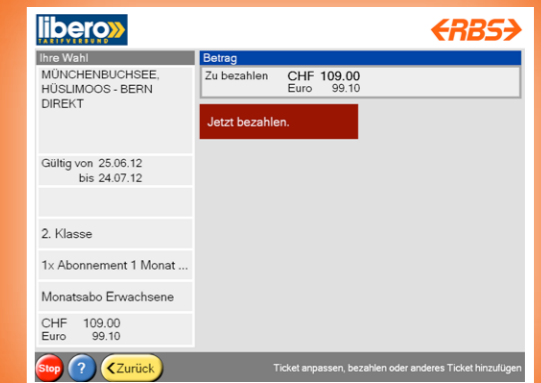 libero
TARIFVERBUND
RBS
Ihre Wahl
MÜNCHENBUCHSEE,
HÜSLIMOOS - BERN
DIREKT
Gültig von 25.06.12
bis 24.07.12
2. Klasse
1x Abonnement 1 Monat ...
Monatsabo Erwachsene
CHF 109.00
Euro 99.10
Betrag
Zu bezahlen CHF 109.00
Euro 99.10
Jetzt bezahlen.
Stop ? Zurück
Ticket anpassen, bezahlen oder anderes Ticket hinzufügen